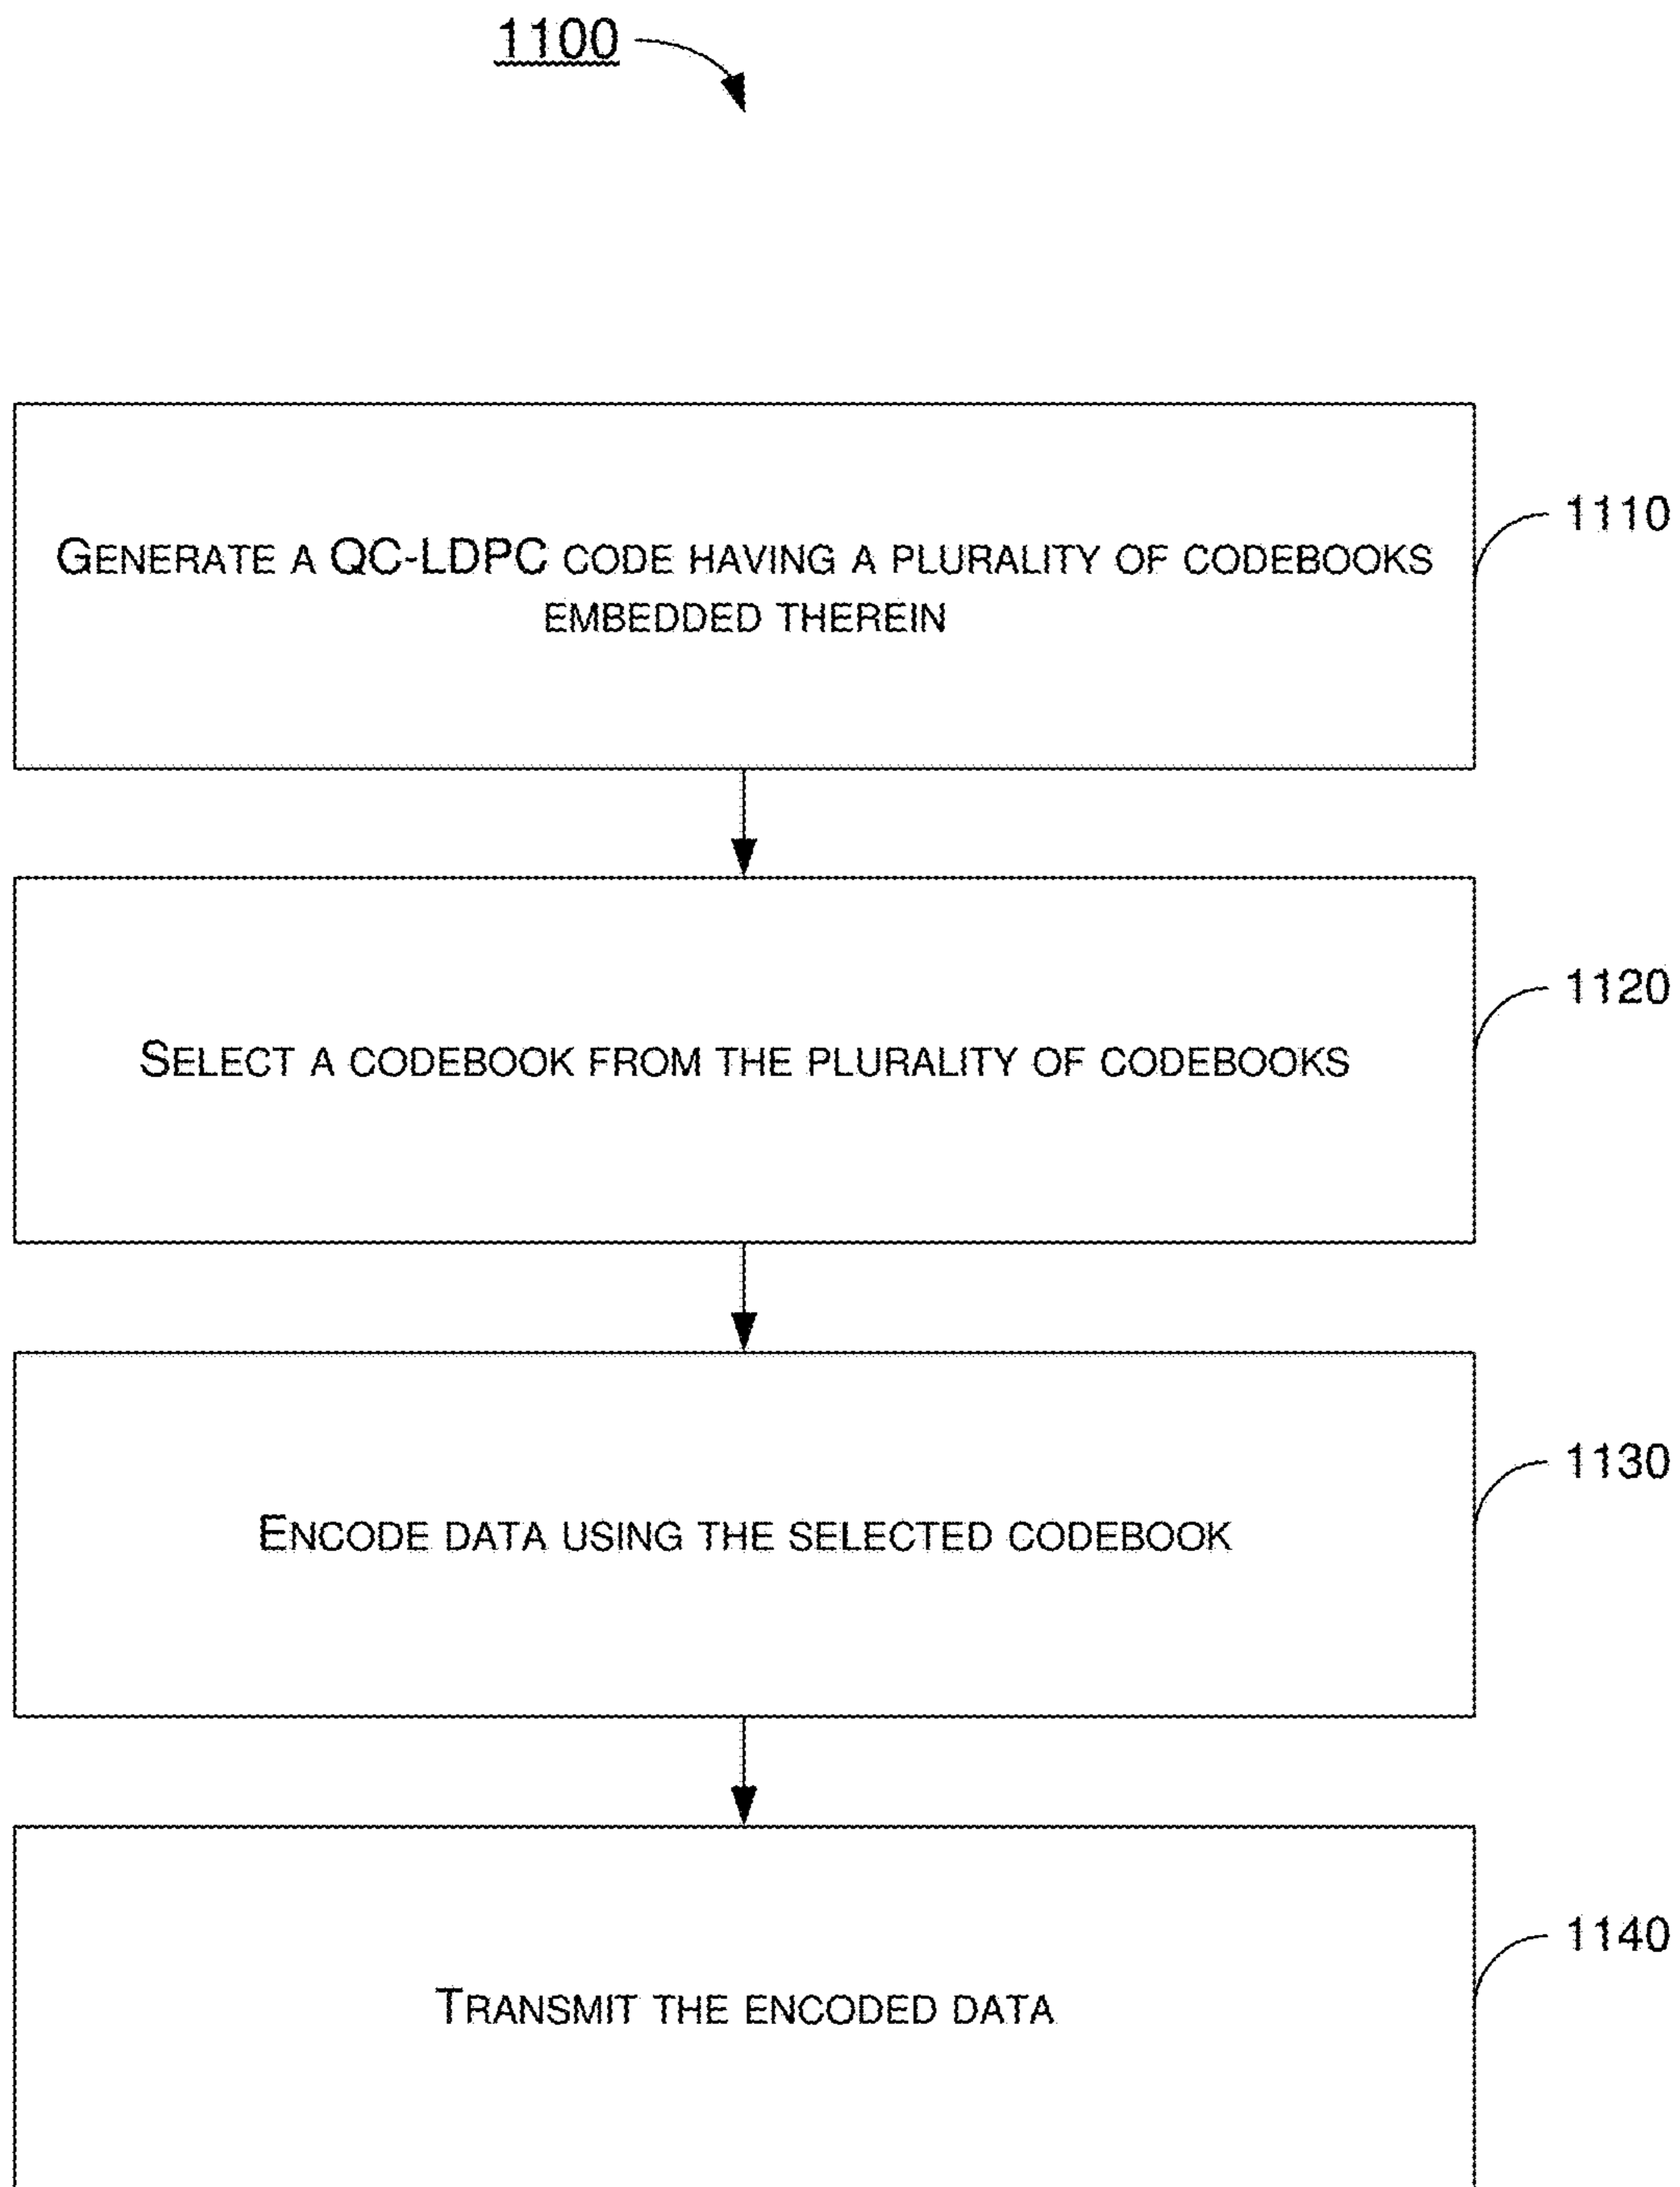 1100
GENERATE A QC-LDPC CODE HAVING A PLURALITY OF CODEBOOKS
EMBEDDED THEREIN
1110
SELECT A CODEBOOK FROM THE PLURALITY OF CODEBOOKS
1120
ENCODE DATA USING THE SELECTED CODEBOOK
1130
TRANSMIT THE ENCODED DATA
1140